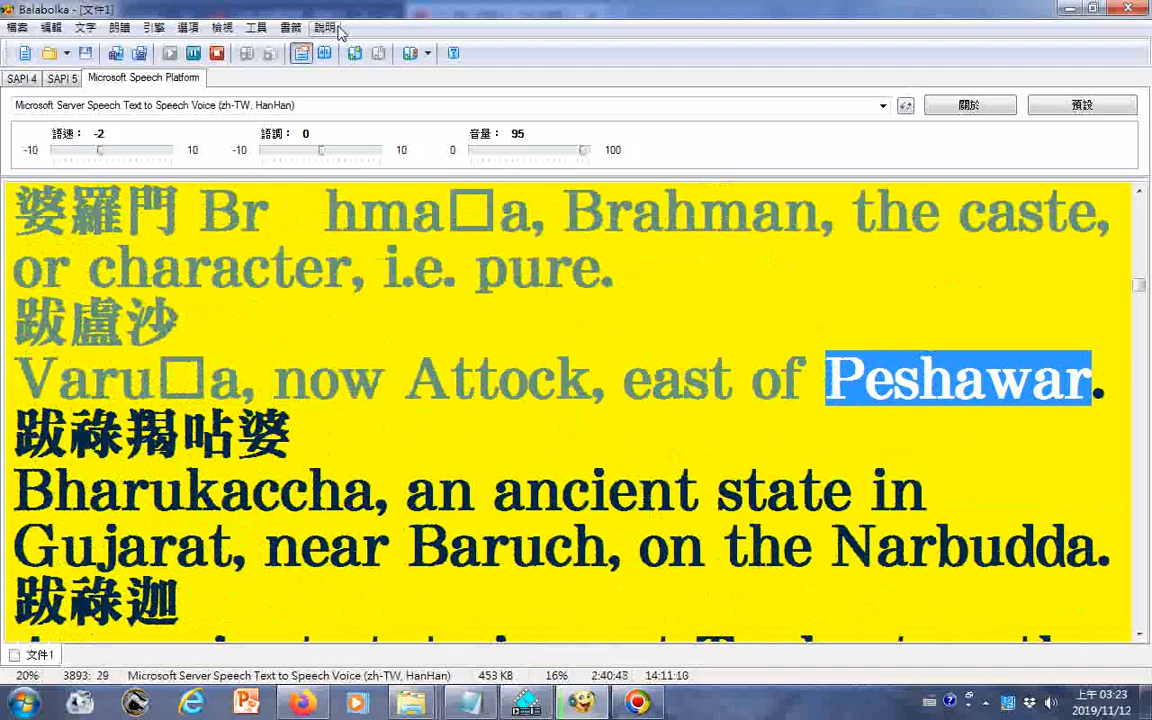 Balabolka - [文件1]
檔案 編輯 文字 朗讀 引擎 選項 檢視 工具 書籤 說明
SAPI 4 SAPI 5 Microsoft Speech Platform
Microsoft Server Speech Text to Speech Voice (zh-TW, HanHan) 關於 預設
語速： -2 語調： 0 音量： 95
-10 10 -10 10 0 100
婆羅門 Br hma□a, Brahman, the caste,
or character, i.e. pure.
跋盧沙
Varu□a, now Attock, east of Peshawar.
跋祿羯呫婆
Bharukaccha, an ancient state in
Gujarat, near Baruch, on the Narbudda.
跋祿迦
文件1
20% 3893: 29 Microsoft Server Speech Text to Speech Voice (zh-TW, HanHan) 453 KB 16% 2:40:43 14:11:16
上午 03:23
2019/11/12